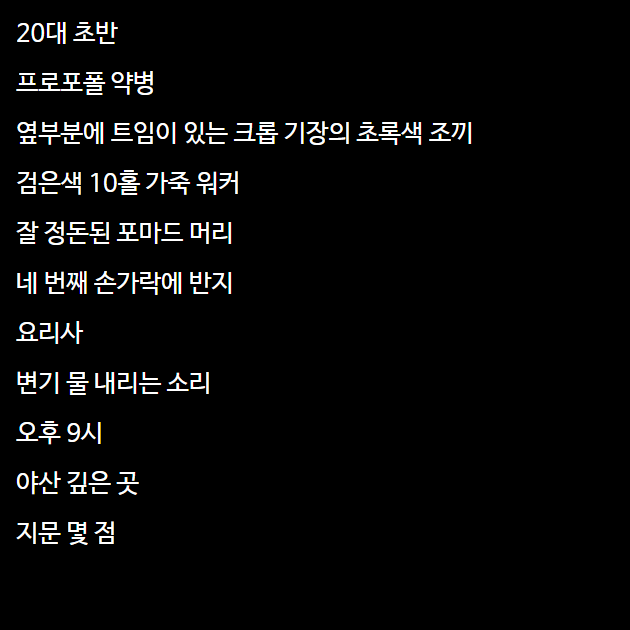 20대 초반
프로포폴 약병
옆부분에 트임이 있는 크롭 기장의 초록색 조끼
검은색 10홀 가죽 워커
잘 정돈된 포마드 머리
네 번째 손가락에 반지
요리사
변기 물 내리는 소리
오후 9시
야산 깊은 곳
지문 몇 점